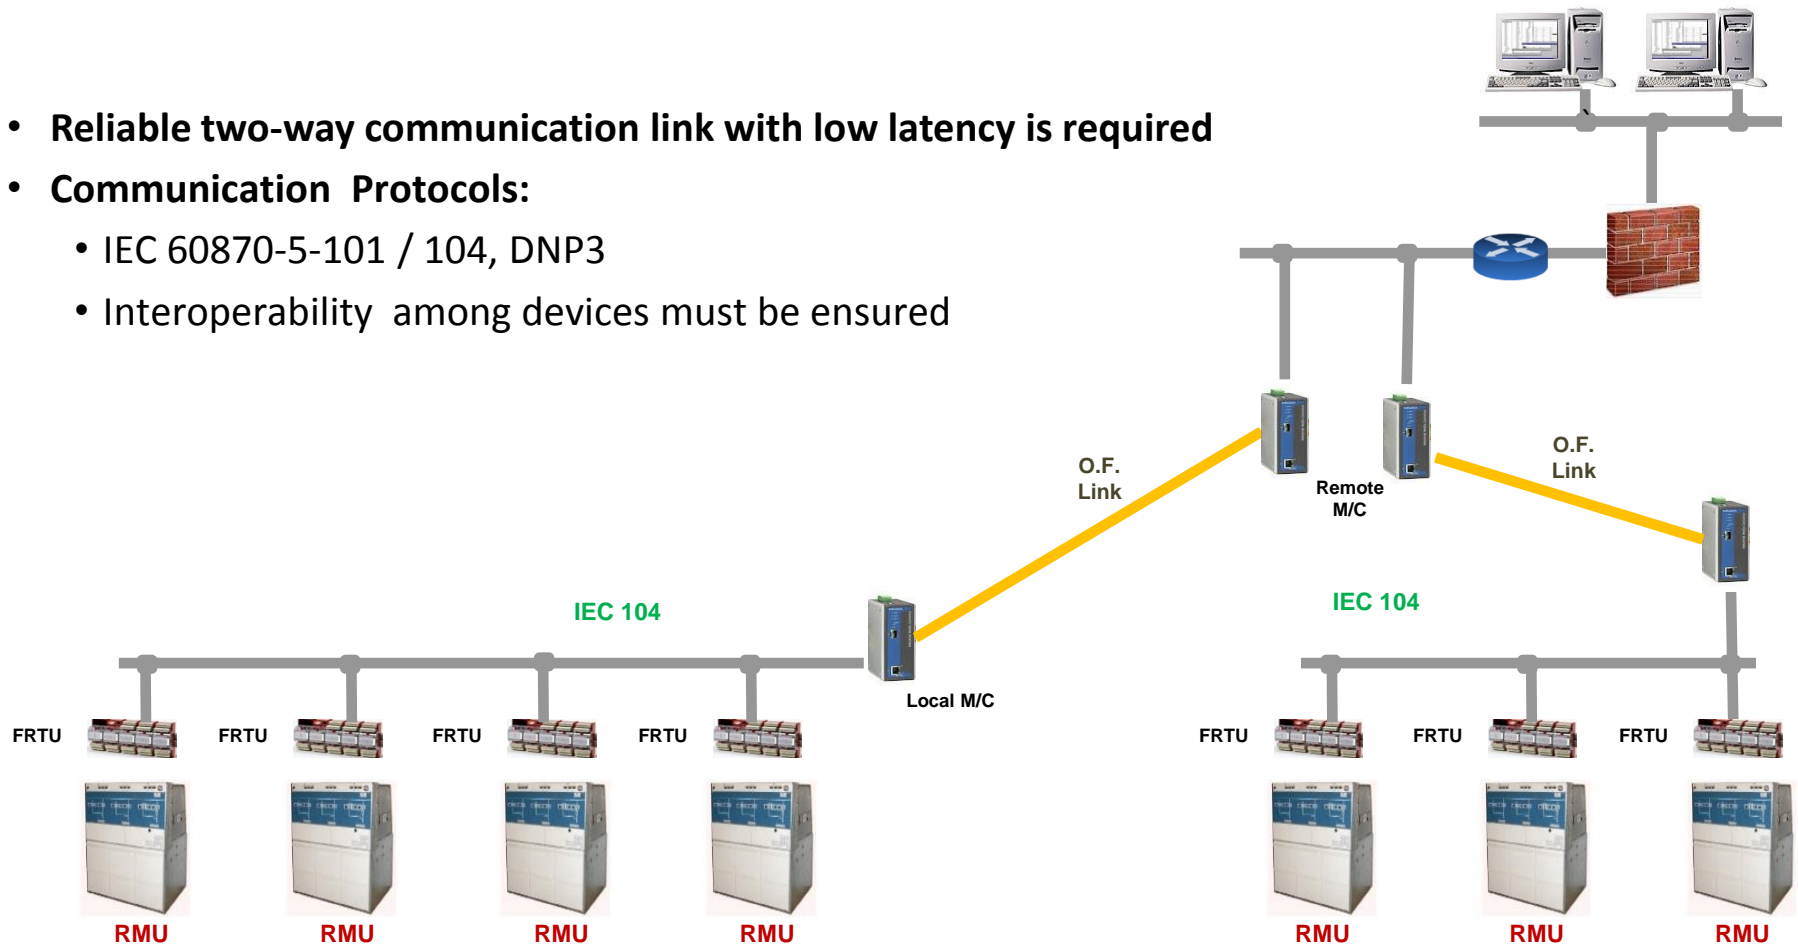 • Reliable two-way communication link with low latency is required
• Communication Protocols:
• IEC 60870-5-101 / 104, DNP3
• Interoperability among devices must be ensured
O.F.
Link
O.F.
Link
Remote
M/C
IEC 104
IEC 104
Local M/C
FRTU
FRTU
FRTU
FRTU
FRTU
FRTU
FRTU
RMU
RMU
RMU
RMU
RMU
RMU
RMU